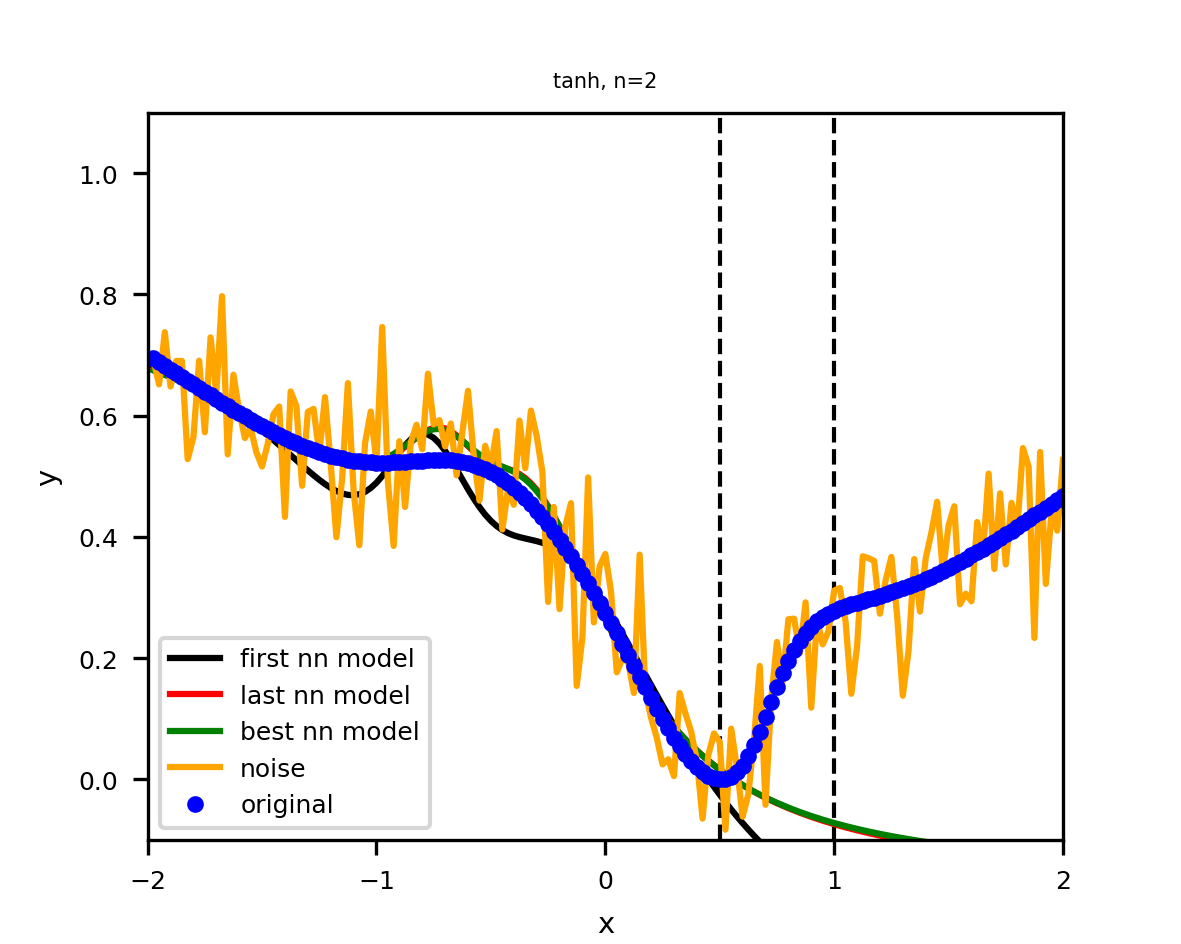 tanh, n=2
1.0
0.8
0.6
0.4
0.2
0.0
y
first nn model
last nn model
best nn model
noise
original
−2
−1
0
1
2
x